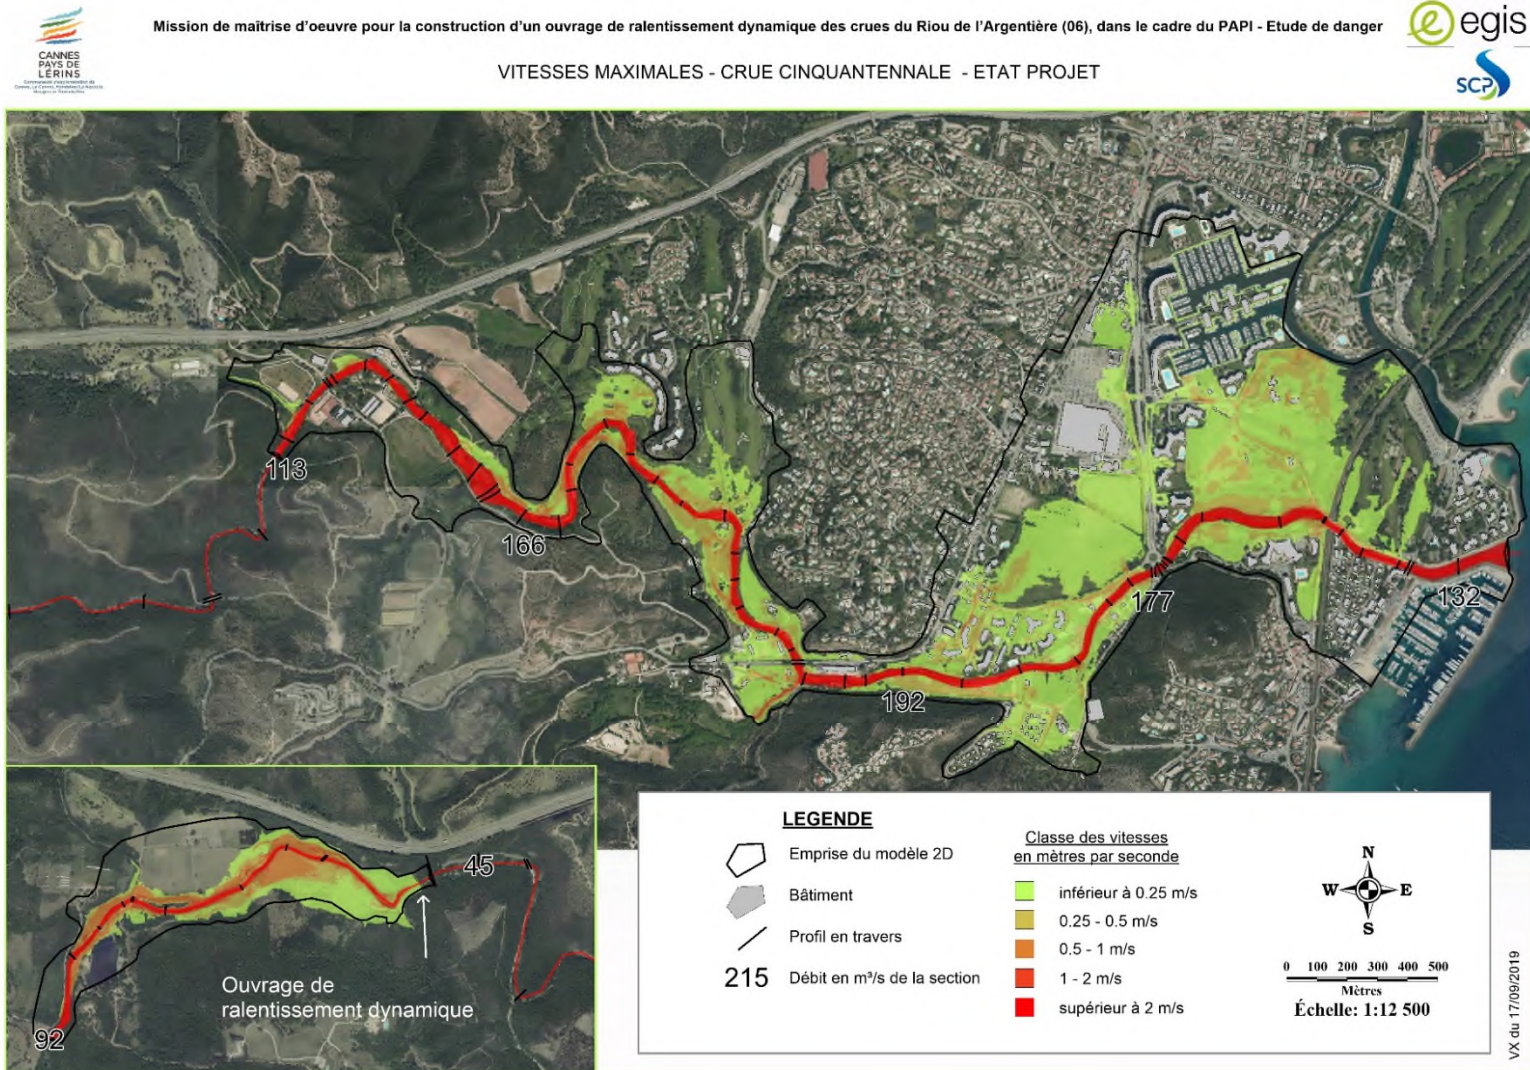 CANNES
PAYS DE
LÉRINS
Mission de maîtrise d'oeuvre pour la construction d'un ouvrage de ralentissement dynamique des crues du Riou de l'Argentière (06), dans le cadre du PAPI - Etude de danger
VITESSES MAXIMALES - CRUE CINQUANTENNALE - ETAT PROJET
egis
SCP
113
166
192
177
132
45
92
Ouvrage de
ralentissement dynamique
LEGENDE
Emprise du modèle 2D
Bâtiment
Profil en travers
215 Débit en m³/s de la section
Classe des vitesses
en mètres par seconde
inférieur à 0.25 m/s
0.25 - 0.5 m/s
0.5 - 1 m/s
1 - 2 m/s
supérieur à 2 m/s
N
W E
S
0 100 200 300 400 500
Mètres
Échelle: 1:12 500
VX du 17/09/2019